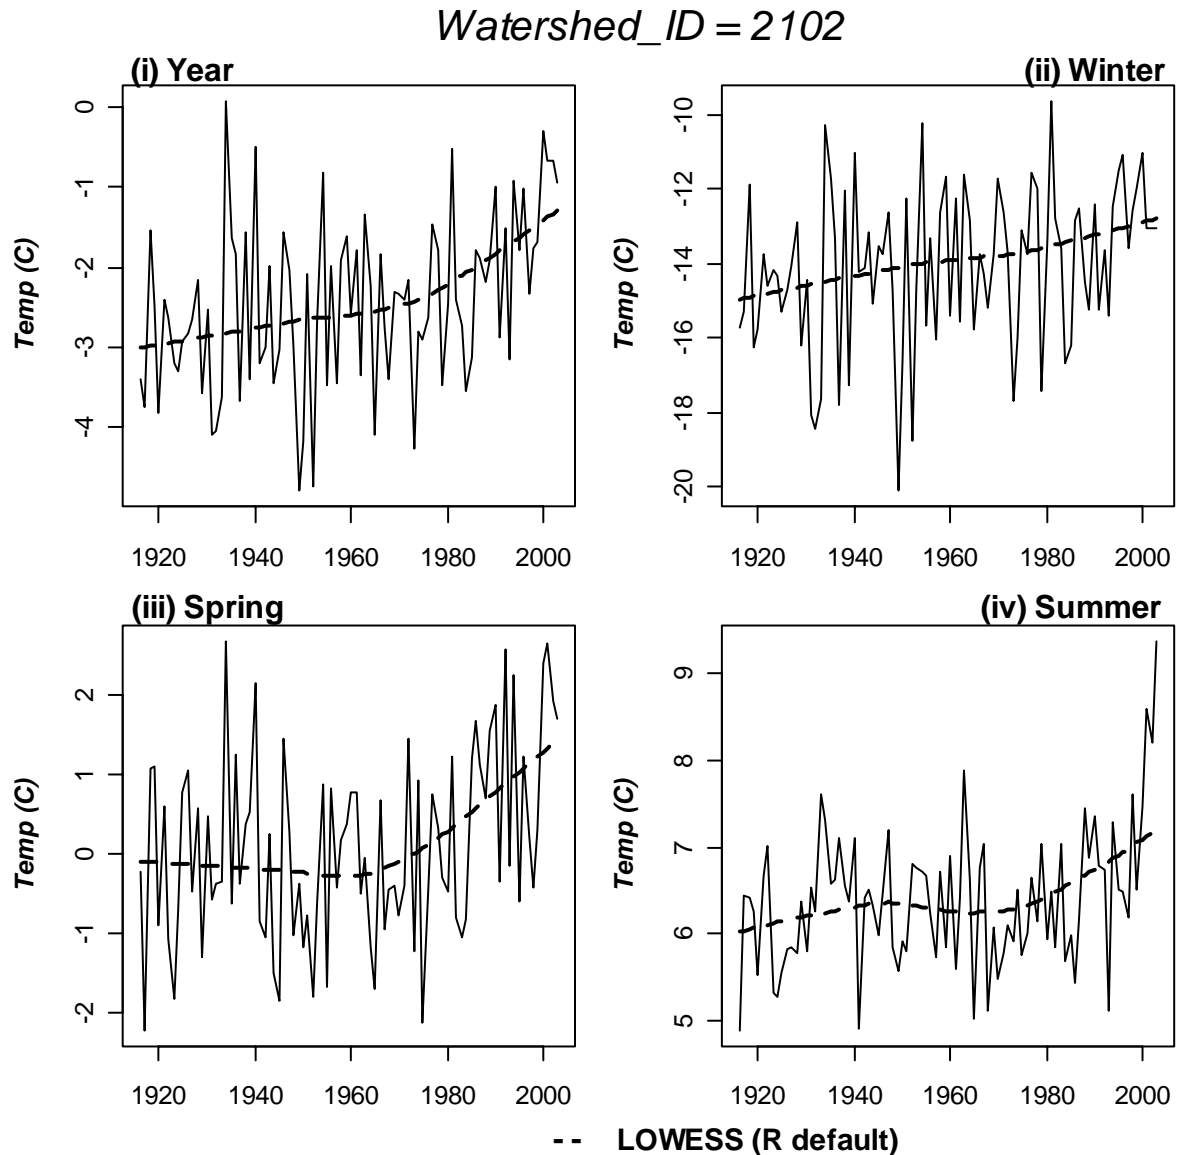 Watershed_ID = 2102
(i) Year
Temp (C)
0
-1
-2
-3
-4
1920 1940 1960 1980 2000
(ii) Winter
Temp (C)
-10
-12
-14
-16
-18
-20
1920 1940 1960 1980 2000
(iii) Spring
Temp (C)
2
1
0
-1
-2
1920 1940 1960 1980 2000
(iv) Summer
Temp (C)
9
8
7
6
5
1920 1940 1960 1980 2000
-- LOWESS (R default)